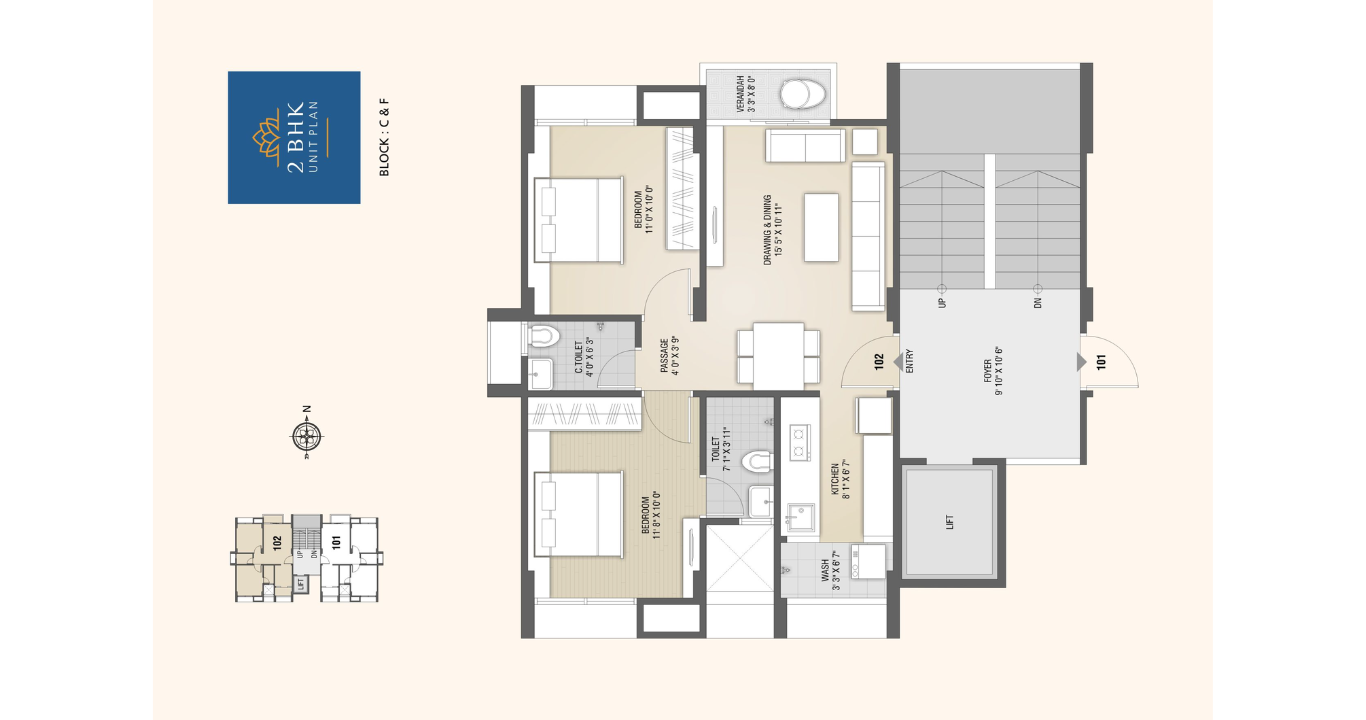 2 BHK
UNIT PLAN
BLOCK : C & F
N
102
UP
DN
101
LIFT
VERANDAH
3' 3" X 8' 0"
BEDROOM
11' 0" X 10' 0"
DRAWING & DINING
15' 5" X 10' 11"
UP
DN
C.TOILET
4' 0" X 6' 3"
PASSAGE
4' 0" X 3' 9"
102
ENTRY
FOYER
9' 10" X 10' 6"
101
TOILET
7' 1" X 3' 11"
BEDROOM
11' 8" X 10' 0"
KITCHEN
8' 1" X 6' 7"
LIFT
WASH
3' 3" X 6' 7"